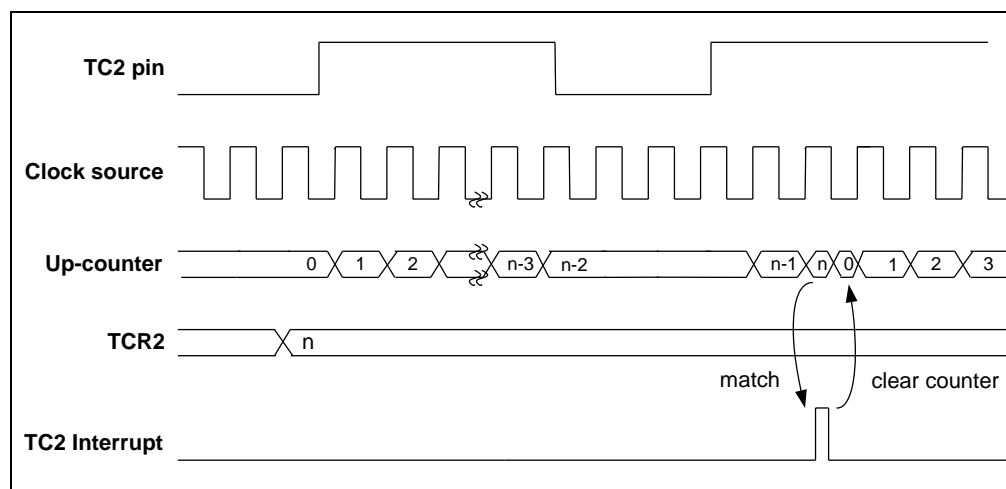 TC2 pin
Clock source
Up-counter 0 1 2 n-3 n-2 n-1 n 0 1 2 3
TCR2 n
match clear counter
TC2 Interrupt